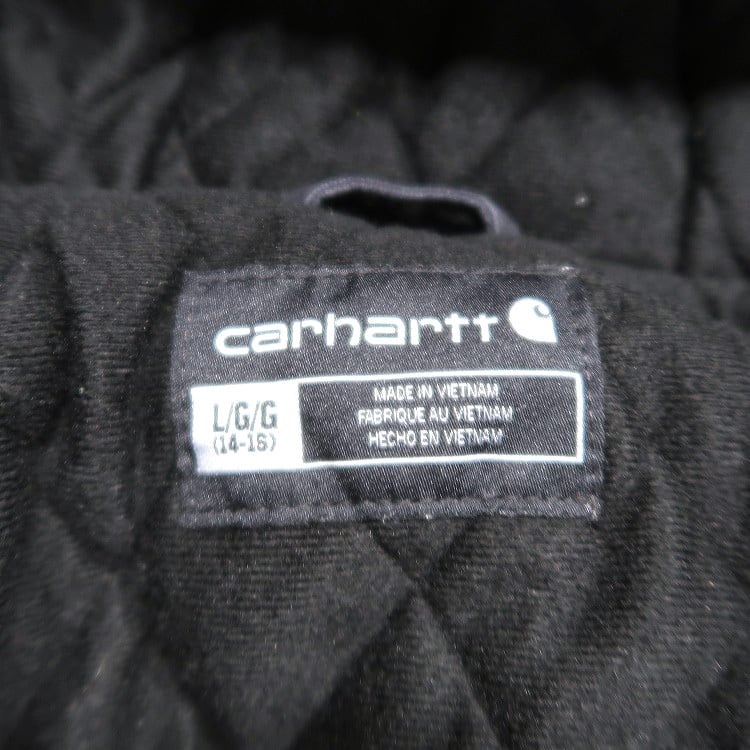 carhartt
L/G/G
(14-16)
MADE IN VIETNAM
FABRIQUE AU VIETNAM
HECHO EN VIETNAM